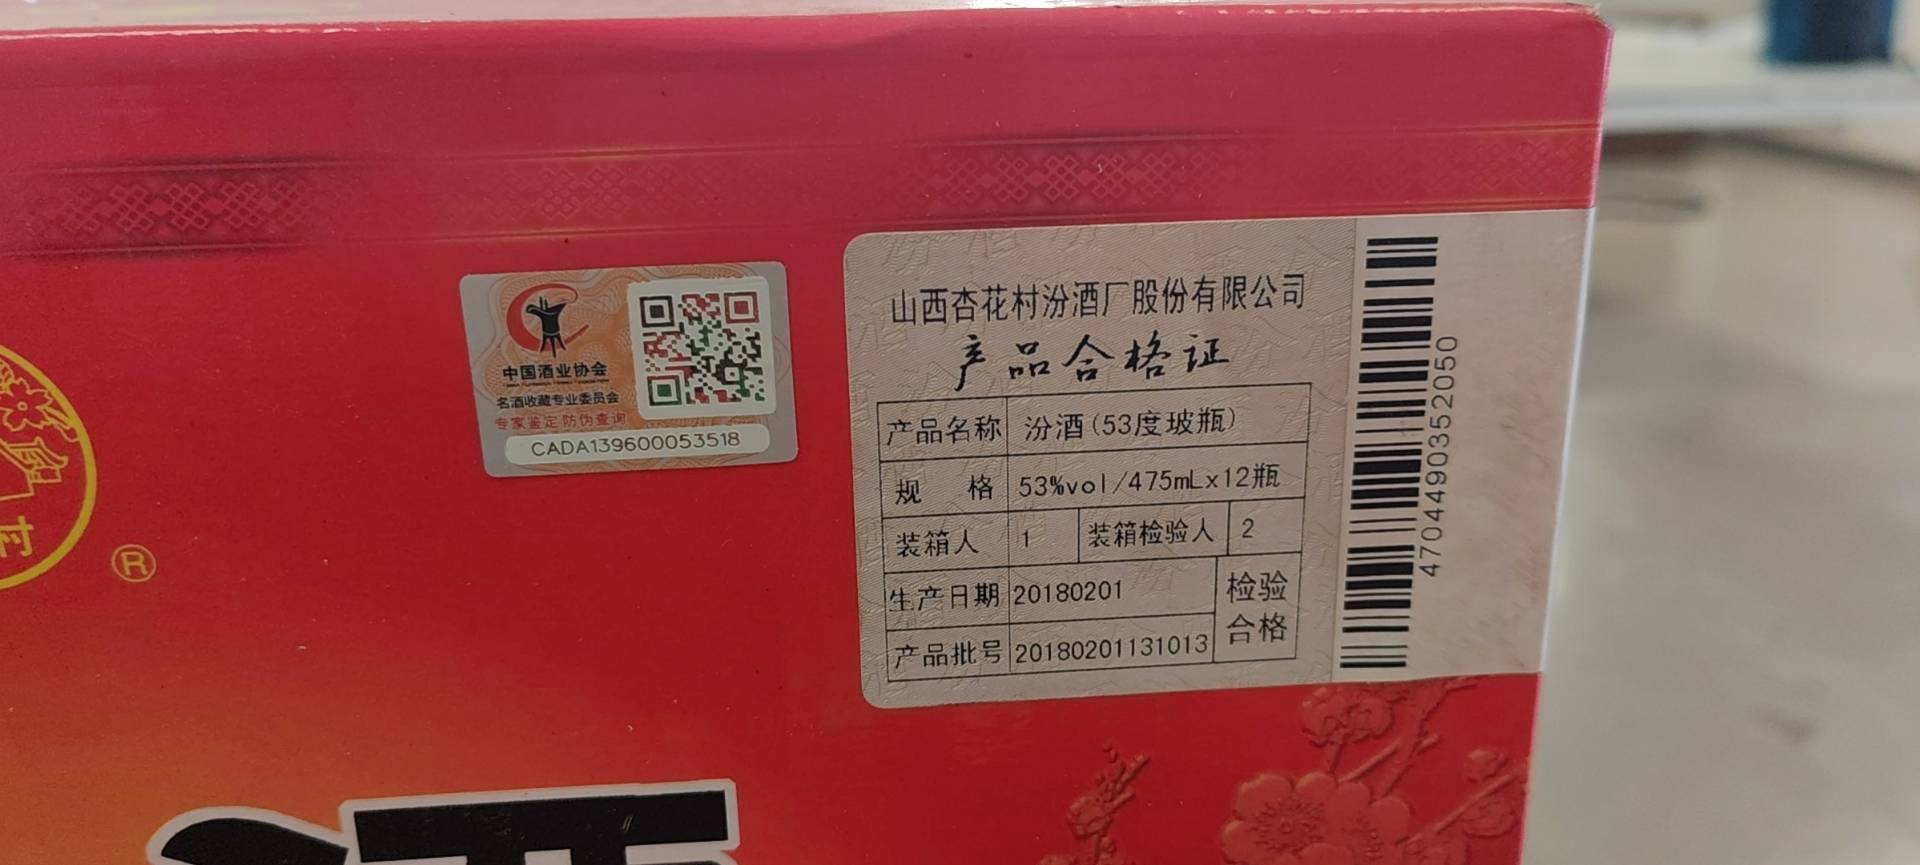 村
®
中国酒业协会
名酒收藏专业委员会
专家鉴定 防伪查询
CADA139600053518
山西杏花村汾酒厂股份有限公司
产品合格证
产品名称 汾酒(53度玻瓶)
规 格 53%vol/475mL×12瓶
装箱人 1 装箱检验人 2
生产日期 20180201 检验
产品批号 20180201131013 合格
4704490352050
酒